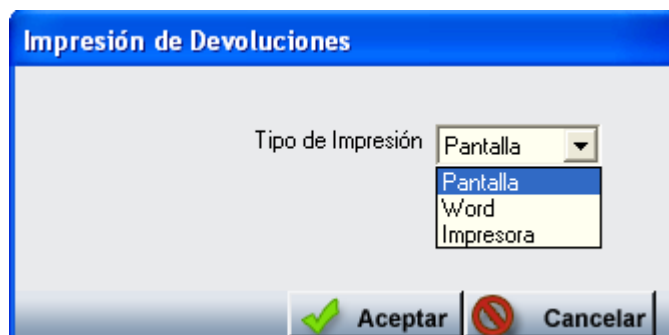 Impresión de Devoluciones
Tipo de Impresión Pantalla
Pantalla
Word
Impresora
Aceptar Cancelar